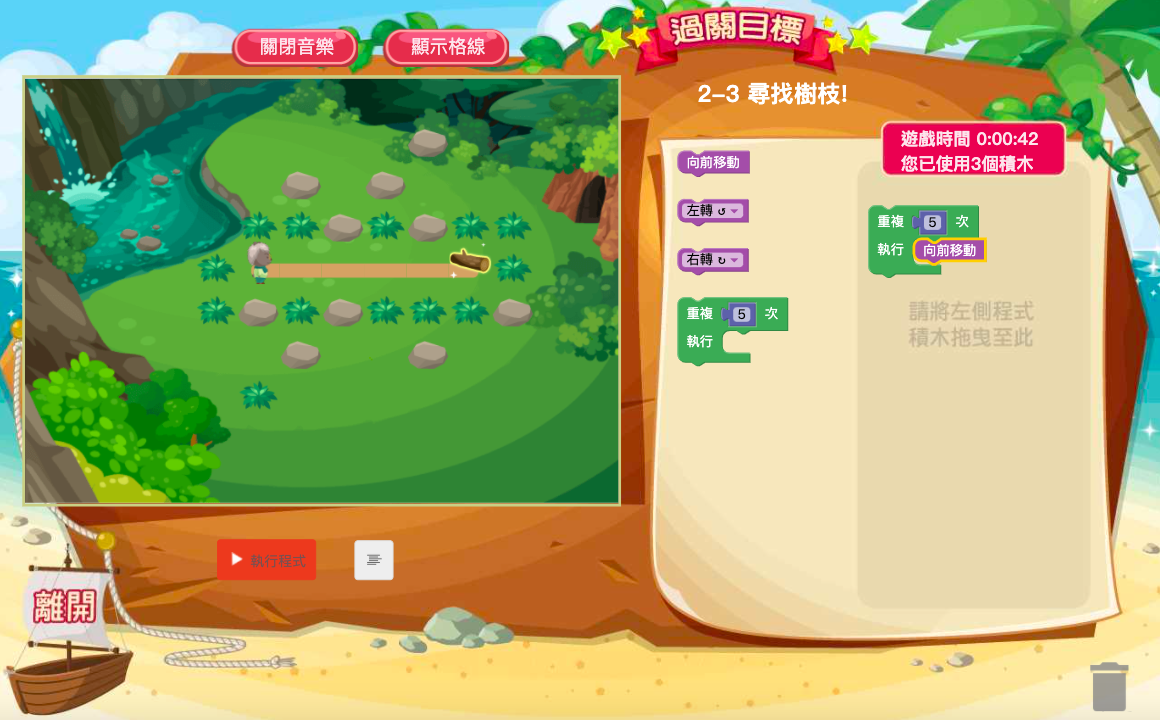 關閉音樂
顯示格線
過關目標
2-3 尋找樹枝!
遊戲時間 0:00:42
您已使用3個積木
向前移動
左轉 ↺
右轉 ↻
重複 5 次
執行
重複 5 次
執行 向前移動
請將左側程式
積木拖曳至此
執行程式
離開